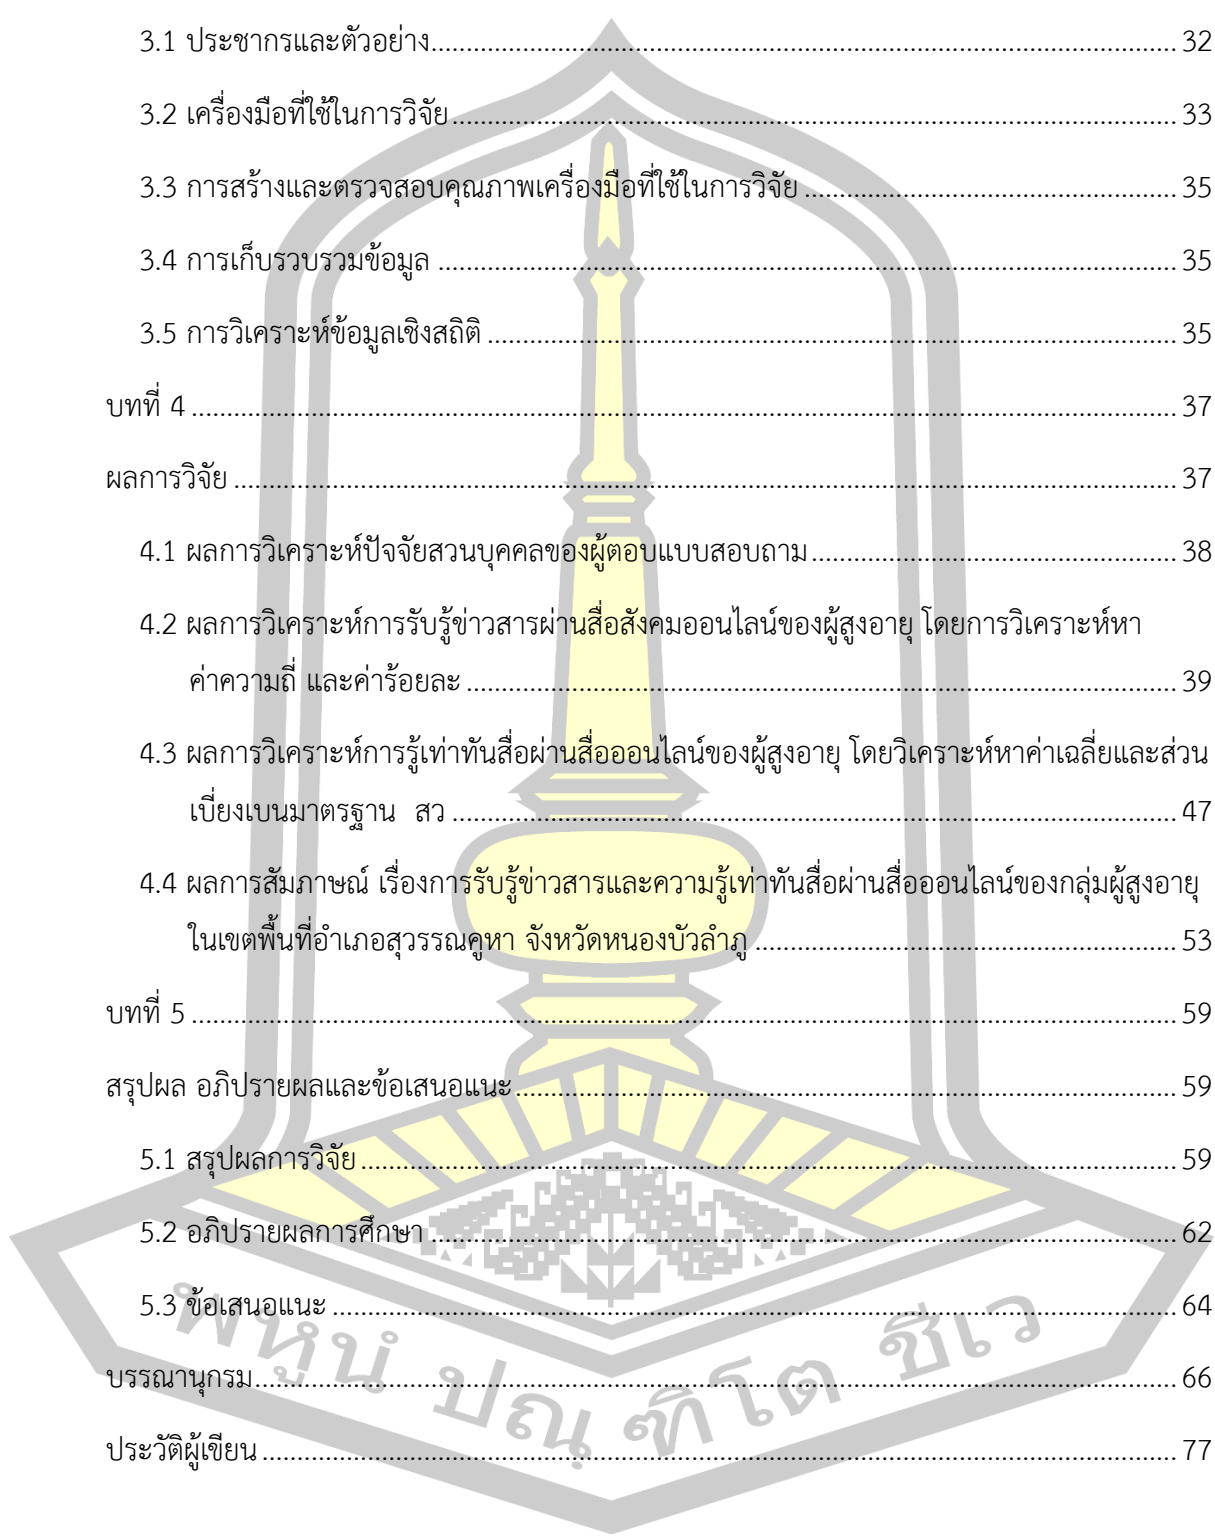 3.1 ประชากรและตัวอย่าง.......................................................................................................... 32
3.2 เครื่องมือที่ใช้ในการวิจัย....................................................................................................... 33
3.3 การสร้างและตรวจสอบคุณภาพเครื่องมือที่ใช้ในการวิจัย ..................................................... 35
3.4 การเก็บรวบรวมข้อมูล ......................................................................................................... 35
3.5 การวิเคราะห์ข้อมูลเชิงสถิติ .................................................................................................. 35
บทที่ 4 ............................................................................................................................................ 37
ผลการวิจัย ...................................................................................................................................... 37
4.1 ผลการวิเคราะห์ปัจจัยสวนบุคคลของผู้ตอบแบบสอบถาม.................................................... 38
4.2 ผลการวิเคราะห์การรับรู้ข่าวสารผ่านสื่อสังคมออนไลน์ของผู้สูงอายุ โดยการวิเคราะห์หา
ค่าความถี่ และค่าร้อยละ ..................................................................................................... 39
4.3 ผลการวิเคราะห์การรู้เท่าทันสื่อผ่านสื่อออนไลน์ของผู้สูงอายุ โดยวิเคราะห์หาค่าเฉลี่ยและส่วน
เบี่ยงเบนมาตรฐาน สว ....................................................................................................... 47
4.4 ผลการสัมภาษณ์ เรื่องการรับรู้ข่าวสารและความรู้เท่าทันสื่อผ่านสื่อออนไลน์ของกลุ่มผู้สูงอายุ
ในเขตพื้นที่อำเภอสุวรรณคูหา จังหวัดหนองบัวลำภู ............................................................ 53
บทที่ 5 ............................................................................................................................................ 59
สรุปผล อภิปรายผลและข้อเสนอแนะ.............................................................................................. 59
5.1 สรุปผลการวิจัย.................................................................................................................... 59
5.2 อภิปรายผลการศึกษา .......................................................................................................... 62
5.3 ข้อเสนอแนะ ........................................................................................................................ 64
บรรณานุกรม................................................................................................................................... 66
ประวัติผู้เขียน .................................................................................................................................. 77
พหูนํ ปณฺฑิโต ชีเว